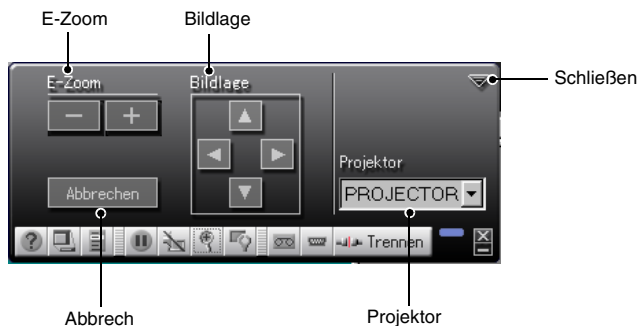 E-Zoom
Bildlage
Schließen
E-Zoom
Bildlage
− +
Projektor
Abbrechen
PROJECTOR
? Trennen
Abbrech
Projektor